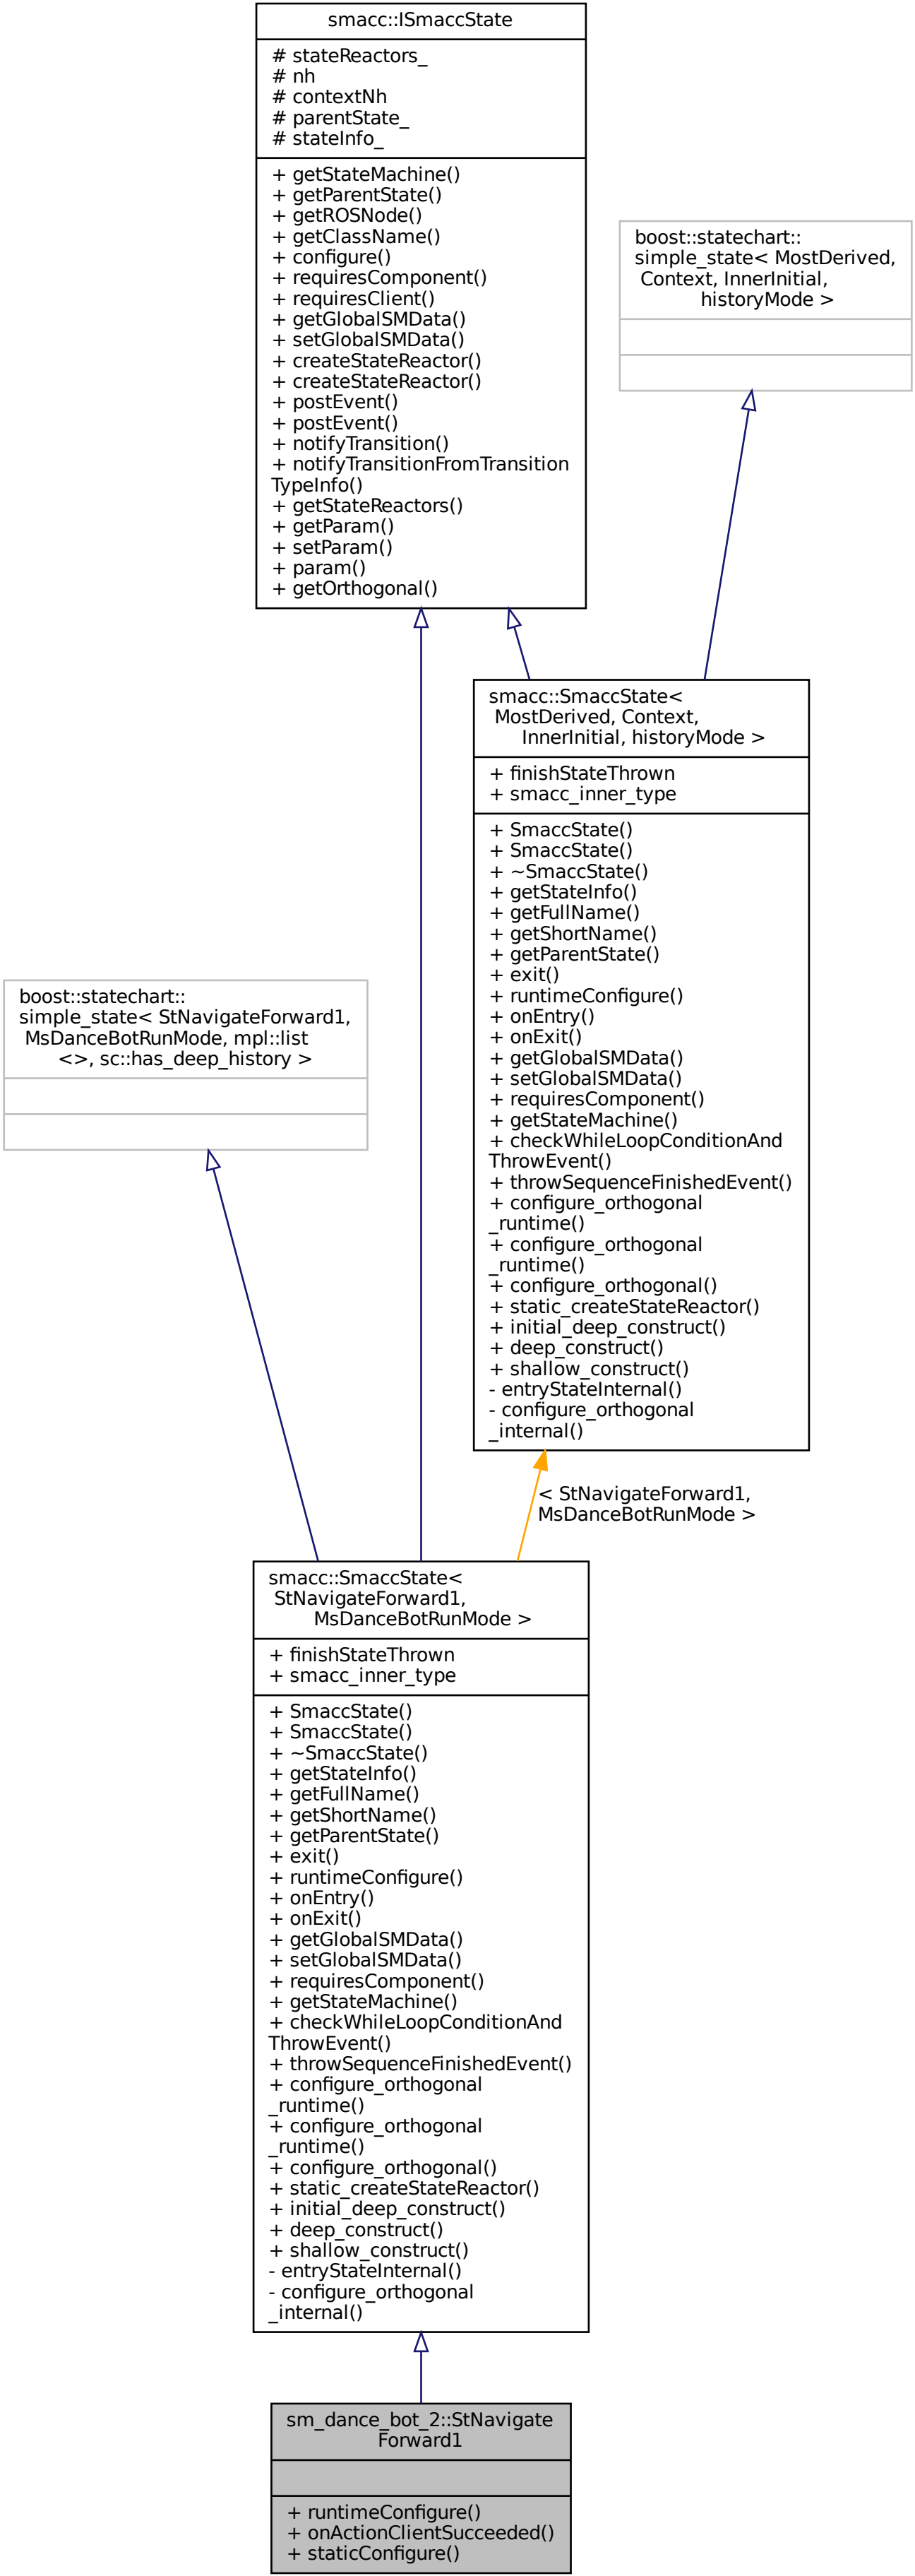 smacc::ISmaccState
# stateReactors_
# nh
# contextNh
# parentState_
# stateInfo_
+ getStateMachine()
+ getParentState()
+ getROSNode()
+ getClassName()
+ configure()
+ requiresComponent()
+ requiresClient()
+ getGlobalSMData()
+ setGlobalSMData()
+ createStateReactor()
+ createStateReactor()
+ postEvent()
+ postEvent()
+ notifyTransition()
+ notifyTransitionFromTransition
TypeInfo()
+ getStateReactors()
+ getParam()
+ setParam()
+ param()
+ getOrthogonal()
boost::statechart::
simple_state< MostDerived,
Context, InnerInitial,
historyMode >
smacc::SmaccState<
MostDerived, Context,
InnerInitial, historyMode >
+ finishStateThrown
+ smacc_inner_type
+ SmaccState()
+ SmaccState()
+ ~SmaccState()
+ getStateInfo()
+ getFullName()
+ getShortName()
+ getParentState()
+ exit()
+ runtimeConfigure()
+ onEntry()
+ onExit()
+ getGlobalSMData()
+ setGlobalSMData()
+ requiresComponent()
+ getStateMachine()
+ checkWhileLoopConditionAnd
ThrowEvent()
+ throwSequenceFinishedEvent()
+ configure_orthogonal
_runtime()
+ configure_orthogonal
_runtime()
+ configure_orthogonal()
+ static_createStateReactor()
+ initial_deep_construct()
+ deep_construct()
+ shallow_construct()
- entryStateInternal()
- configure_orthogonal
_internal()
boost::statechart::
simple_state< StNavigateForward1,
MsDanceBotRunMode, mpl::list
<>, sc::has_deep_history >
< StNavigateForward1,
MsDanceBotRunMode >
smacc::SmaccState<
StNavigateForward1,
MsDanceBotRunMode >
+ finishStateThrown
+ smacc_inner_type
+ SmaccState()
+ SmaccState()
+ ~SmaccState()
+ getStateInfo()
+ getFullName()
+ getShortName()
+ getParentState()
+ exit()
+ runtimeConfigure()
+ onEntry()
+ onExit()
+ getGlobalSMData()
+ setGlobalSMData()
+ requiresComponent()
+ getStateMachine()
+ checkWhileLoopConditionAnd
ThrowEvent()
+ throwSequenceFinishedEvent()
+ configure_orthogonal
_runtime()
+ configure_orthogonal
_runtime()
+ configure_orthogonal()
+ static_createStateReactor()
+ initial_deep_construct()
+ deep_construct()
+ shallow_construct()
- entryStateInternal()
- configure_orthogonal
_internal()
sm_dance_bot_2::StNavigate
Forward1
+ runtimeConfigure()
+ onActionClientSucceeded()
+ staticConfigure()